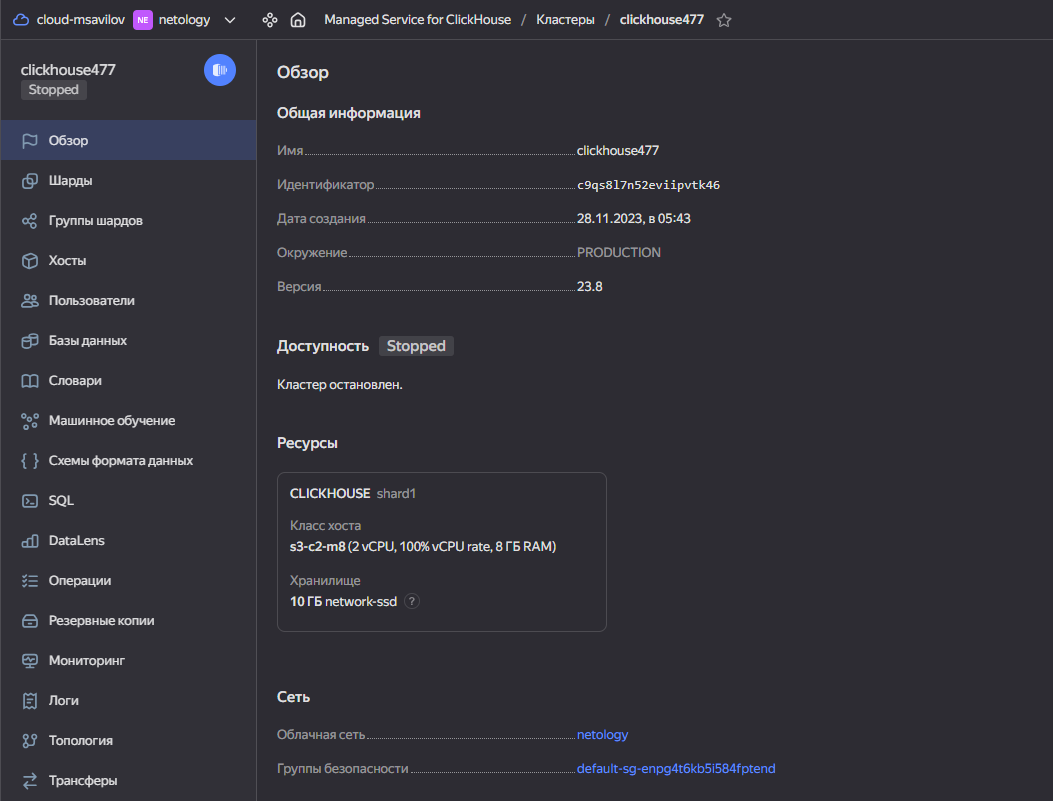 cloud-msavilov NE netology Managed Service for ClickHouse / Кластеры / clickhouse477
clickhouse477
Stopped
Обзор
Шарды
Группы шардов
Хосты
Пользователи
Базы данных
Словари
Машинное обучение
Схемы формата данных
SQL
DataLens
Операции
Резервные копии
Мониторинг
Логи
Топология
Трансферы
Обзор
Общая информация
Имя clickhouse477
Идентификатор c9qs8l7n52eviipvtk46
Дата создания 28.11.2023, в 05:43
Окружение PRODUCTION
Версия 23.8
Доступность Stopped
Кластер остановлен.
Ресурсы
CLICKHOUSE shard1
Класс хоста
s3-c2-m8 (2 vCPU, 100% vCPU rate, 8 ГБ RAM)
Хранилище
10 ГБ network-ssd ?
Сеть
Облачная сеть netology
Группы безопасности default-sg-enpg4t6kb5l584fptend